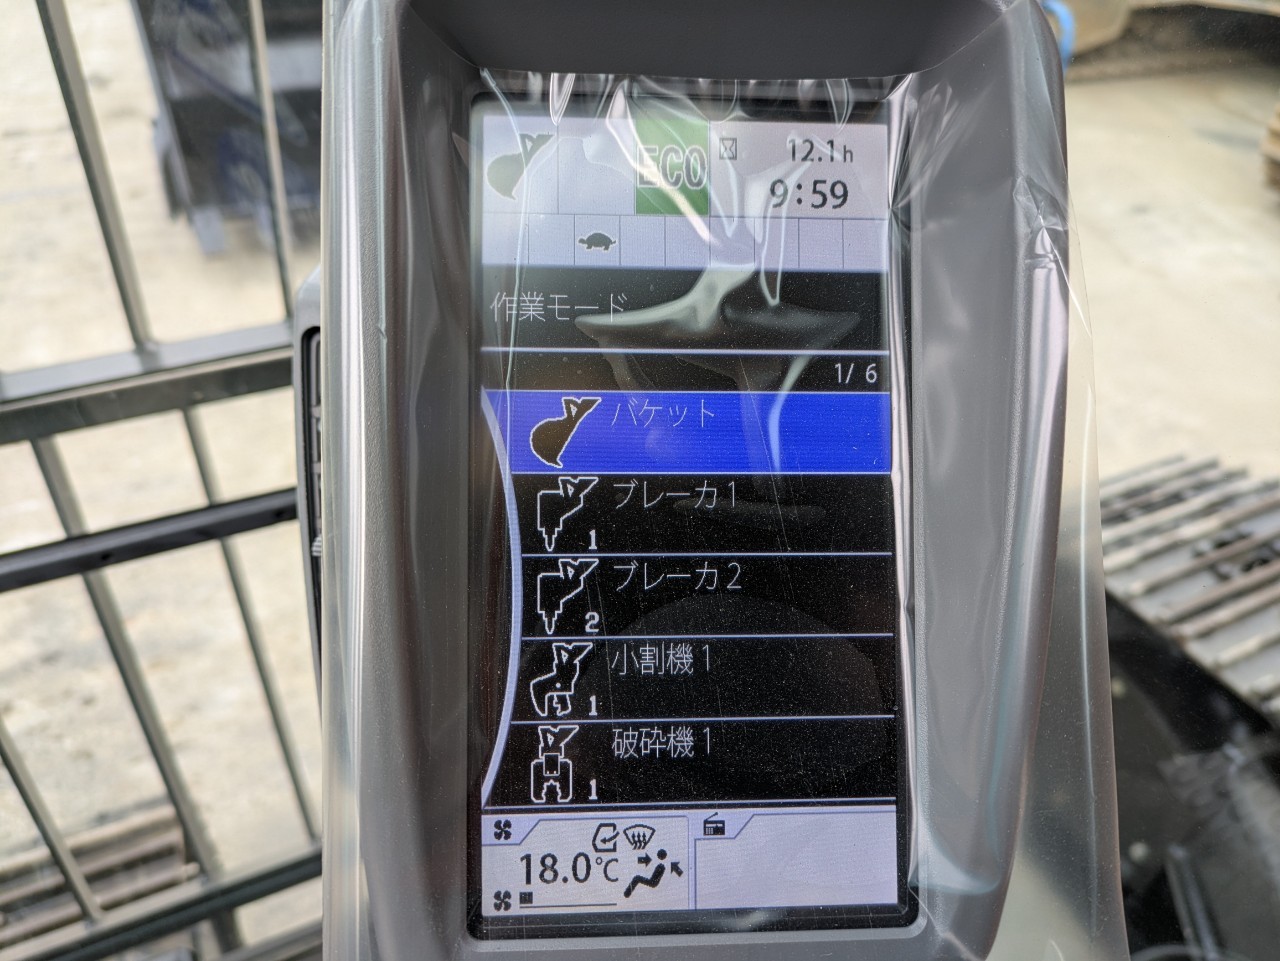 ECO
12.1h
9:59
作業モード
1/ 6
バケット
ブレーカ1
1
ブレーカ2
2
小割機1
1
破砕機1
1
18.0℃